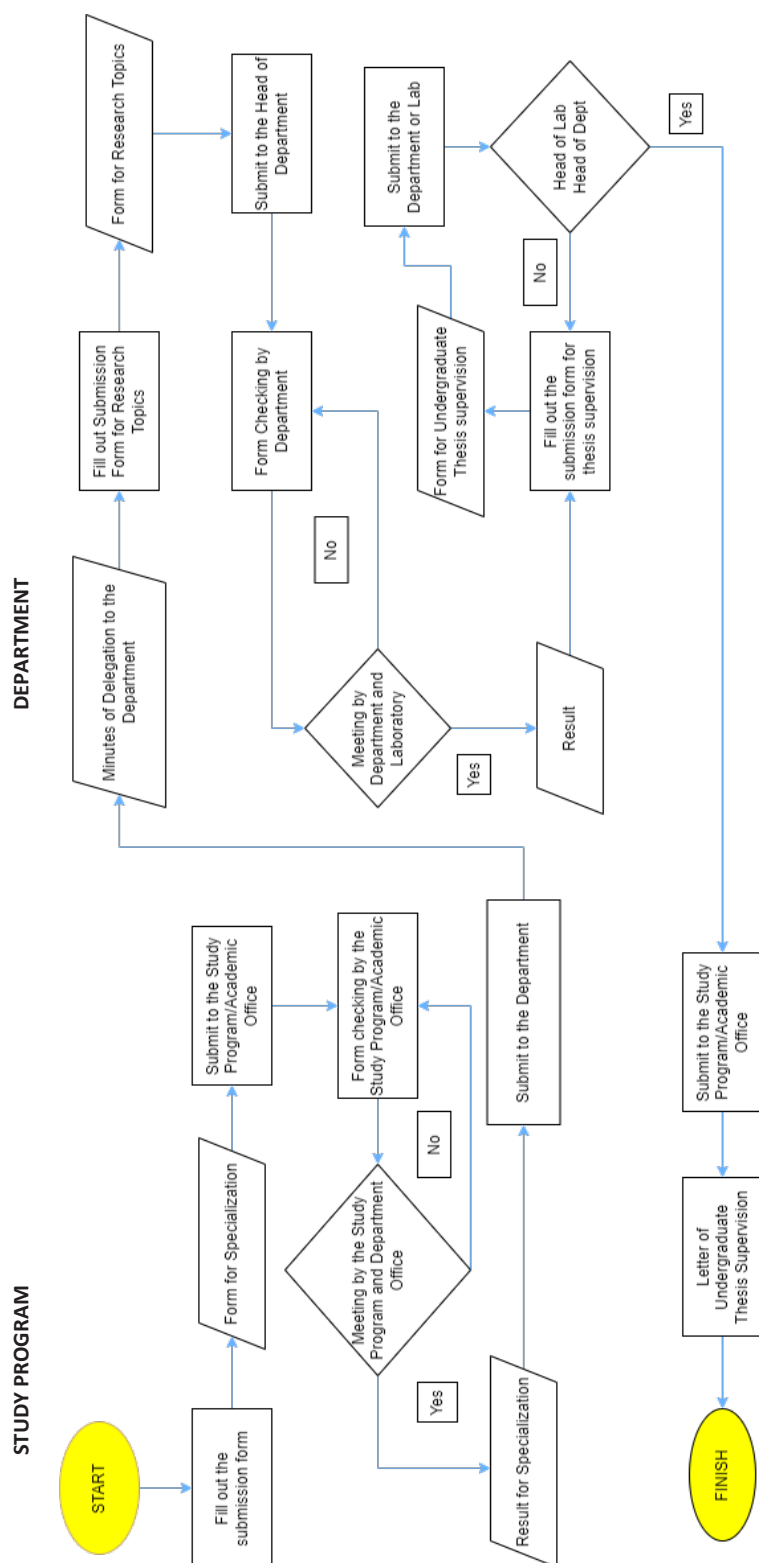 STUDY PROGRAM
DEPARTMENT
START
Fill out the
submission form
Form for Specialization
Submit to the Study
Program/Academic
Office
Form checking by the
Study Program/Academic
Office
Meeting by the Study
Program and Department
Office
No
Yes
Result for Specialization
Submit to the Department
Minutes of Delegation to the
Department
Fill out Submission
Form for Research
Topics
Form for Research Topics
Submit to the Head of
Department
Form Checking by
Department
Meeting by
Department and
Laboratory
No
Yes
Result
Fill out the
submission form for
thesis supervision
Form for Undergraduate
Thesis supervision
Submit to the
Department or Lab
Head of Lab
Head of Dept
No
Yes
Submit to the Study
Program/Academic
Office
Letter of
Undergraduate
Thesis Supervision
FINISH